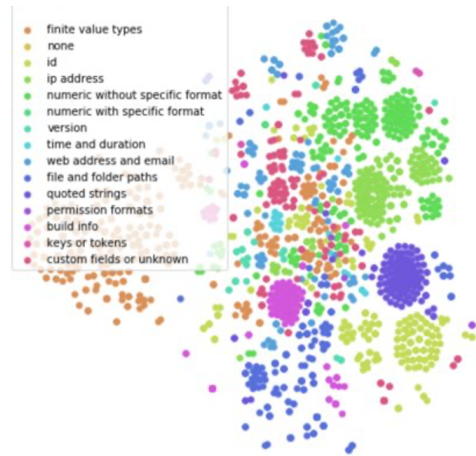 finite value types
none
id
ip address
numeric without specific format
numeric with specific format
version
time and duration
web address and email
file and folder paths
quoted strings
permission formats
build info
keys or tokens
custom fields or unknown